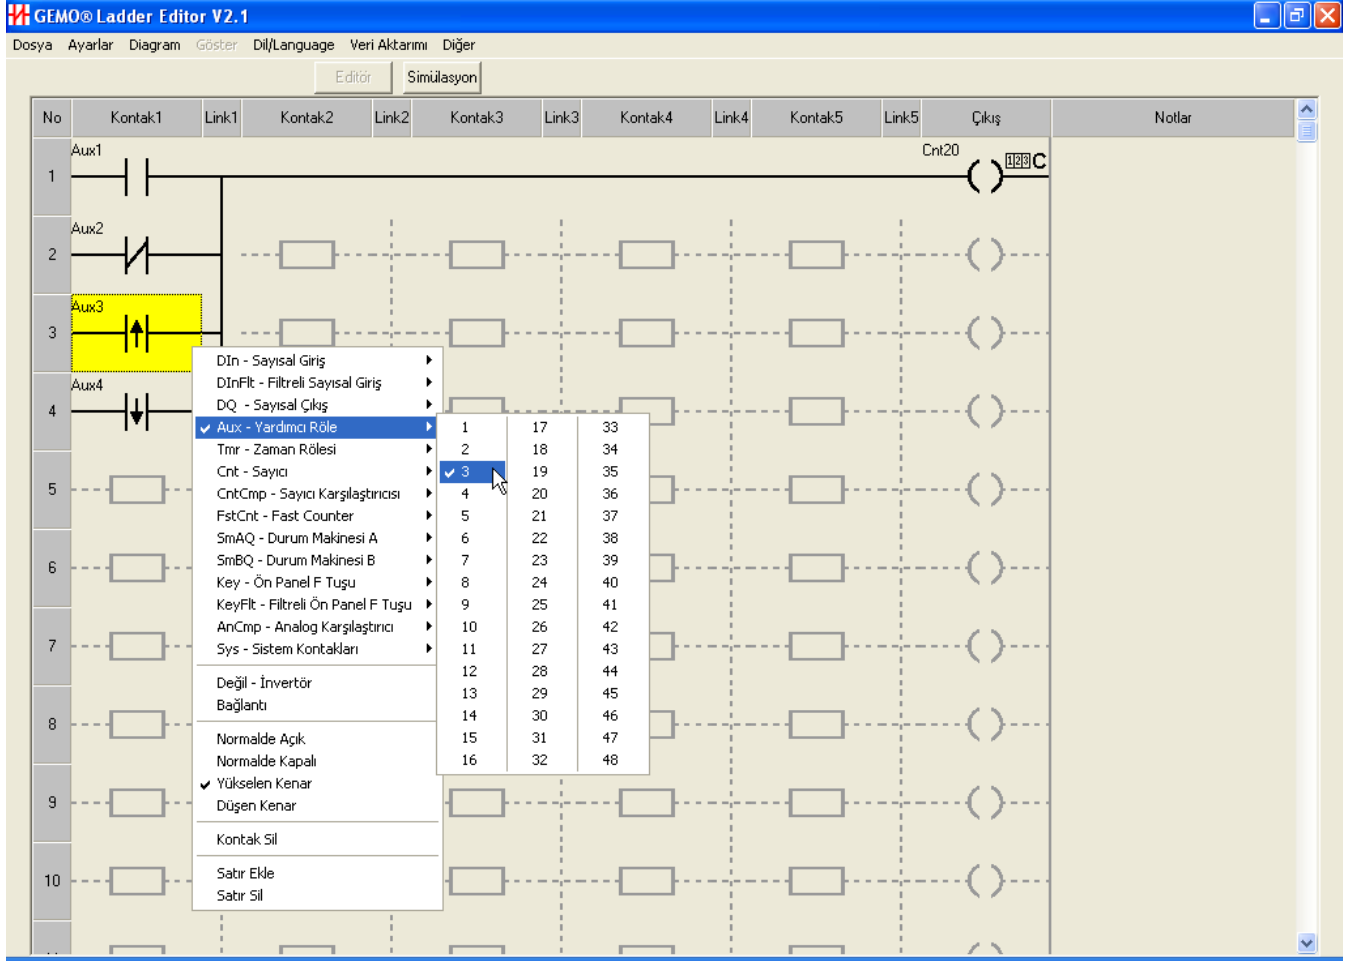 GEMO® Ladder Editor V2.1
Dosya Ayarlar Diagram Göster Dil/Language Veri Aktarımı Diğer
Editör Simülasyon
No Kontak1 Link1 Kontak2 Link2 Kontak3 Link3 Kontak4 Link4 Kontak5 Link5 Çıkış Notlar
Aux1 Cnt20
1 123 C
Aux2
2
Aux3
3
Aux4
4
5
6
7
8
9
10
DIn - Sayısal Giriş
DInFlt - Filtreli Sayısal Giriş
DQ - Sayısal Çıkış
Aux - Yardımcı Röle
Tmr - Zaman Rölesi
Cnt - Sayıcı
CntCmp - Sayıcı Karşılaştırıcısı
FstCnt - Fast Counter
SmAQ - Durum Makinesi A
SmBQ - Durum Makinesi B
Key - Ön Panel F Tuşu
KeyFlt - Filtreli Ön Panel F Tuşu
AnCmp - Analog Karşılaştırıcı
Sys - Sistem Kontakları
Değil - İnvertör
Bağlantı
Normalde Açık
Normalde Kapalı
Yükselen Kenar
Düşen Kenar
Kontak Sil
Satır Ekle
Satır Sil
1 17 33
2 18 34
3 19 35
4 20 36
5 21 37
6 22 38
7 23 39
8 24 40
9 25 41
10 26 42
11 27 43
12 28 44
13 29 45
14 30 46
15 31 47
16 32 48